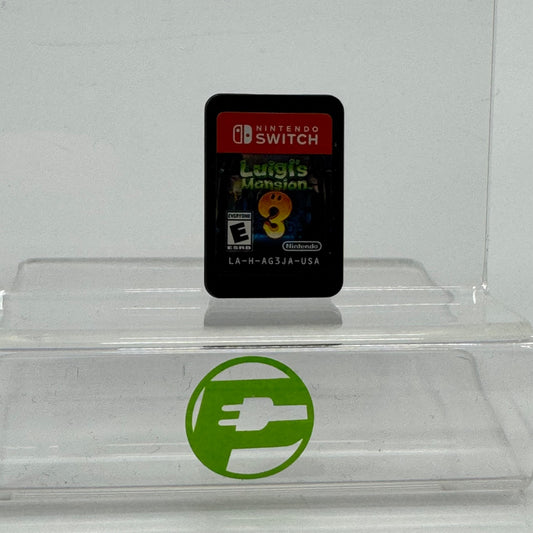 NINTENDO
SWITCH
Luigi's
Mansion
3
EVERYONE
E
ESRB
Nintendo
LA-H-AG3JA-USA